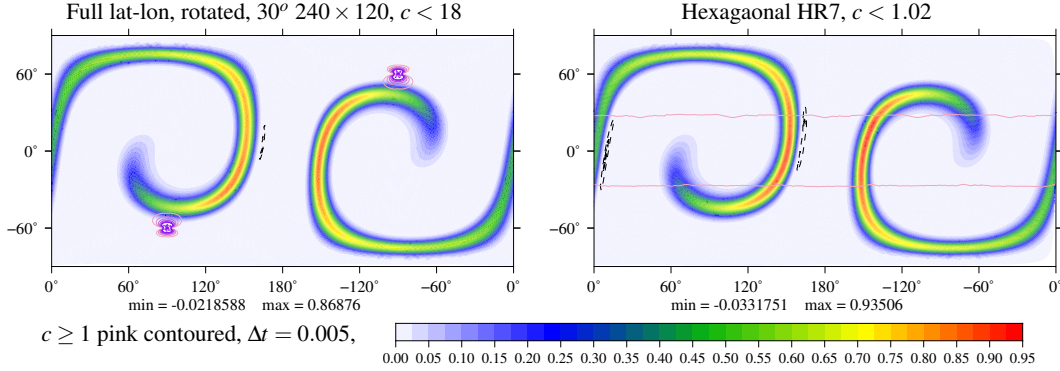 Full lat-lon, rotated, 30° 240 × 120, c < 18
60°
0°
−60°
0° 60° 120° 180° −120° −60° 0°
min = -0.0218588 max = 0.86876
Hexagaonal HR7, c < 1.02
60°
0°
−60°
0° 60° 120° 180° −120° −60° 0°
min = -0.0331751 max = 0.93506
c ≥ 1 pink contoured, Δt = 0.005,
0.00 0.05 0.10 0.15 0.20 0.25 0.30 0.35 0.40 0.45 0.50 0.55 0.60 0.65 0.70 0.75 0.80 0.85 0.90 0.95